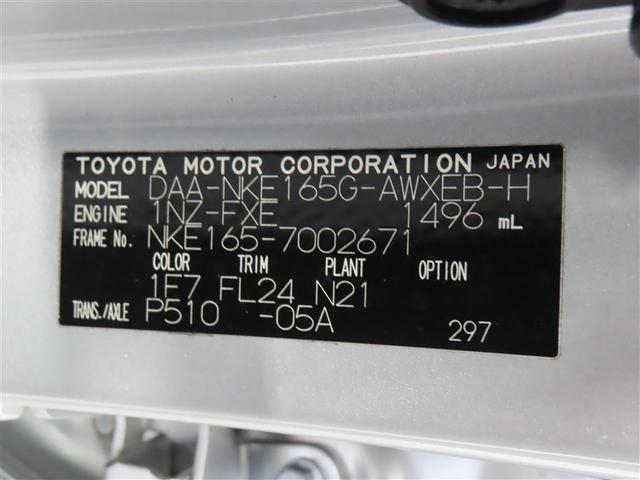 TOYOTA MOTOR CORPORATION JAPAN
MODEL DAA-NKE165G-AWXEB-H
ENGINE 1NZ-FXE 1496 mL
FRAME No. NKE165-7002671
COLOR TRIM PLANT OPTION
1F7 FL24 N21
TRANS./AXLE P510 -05A
297